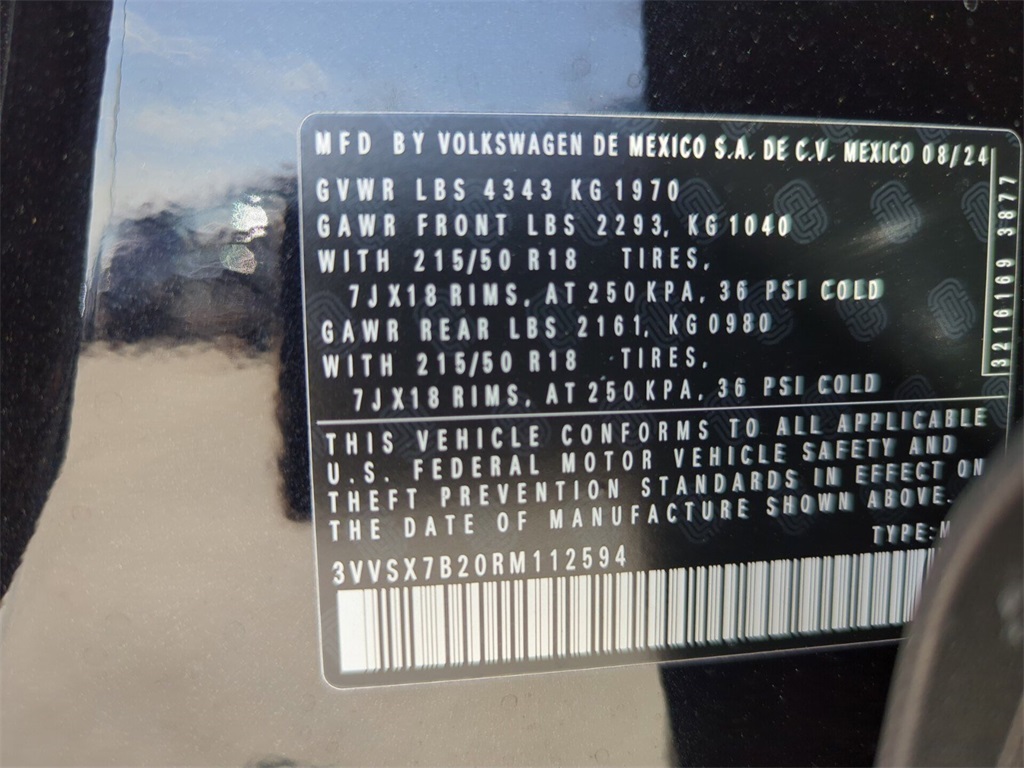 MFD BY VOLKSWAGEN DE MEXICO S.A. DE C.V. MEXICO 08/24
GVWR LBS 4343 KG 1970
GAWR FRONT LBS 2293, KG 1040
WITH 215/50 R18 TIRES,
7JX18 RIMS, AT 250 KPA, 36 PSI COLD
GAWR REAR LBS 2161, KG 0980
WITH 215/50 R18 TIRES,
7JX18 RIMS, AT 250 KPA, 36 PSI COLD
3216169 3877
THIS VEHICLE CONFORMS TO ALL APPLICABLE
U.S. FEDERAL MOTOR VEHICLE SAFETY AND
THEFT PREVENTION STANDARDS IN EFFECT ON
THE DATE OF MANUFACTURE SHOWN ABOVE.
TYPE:
3VVSX7B20RM112594